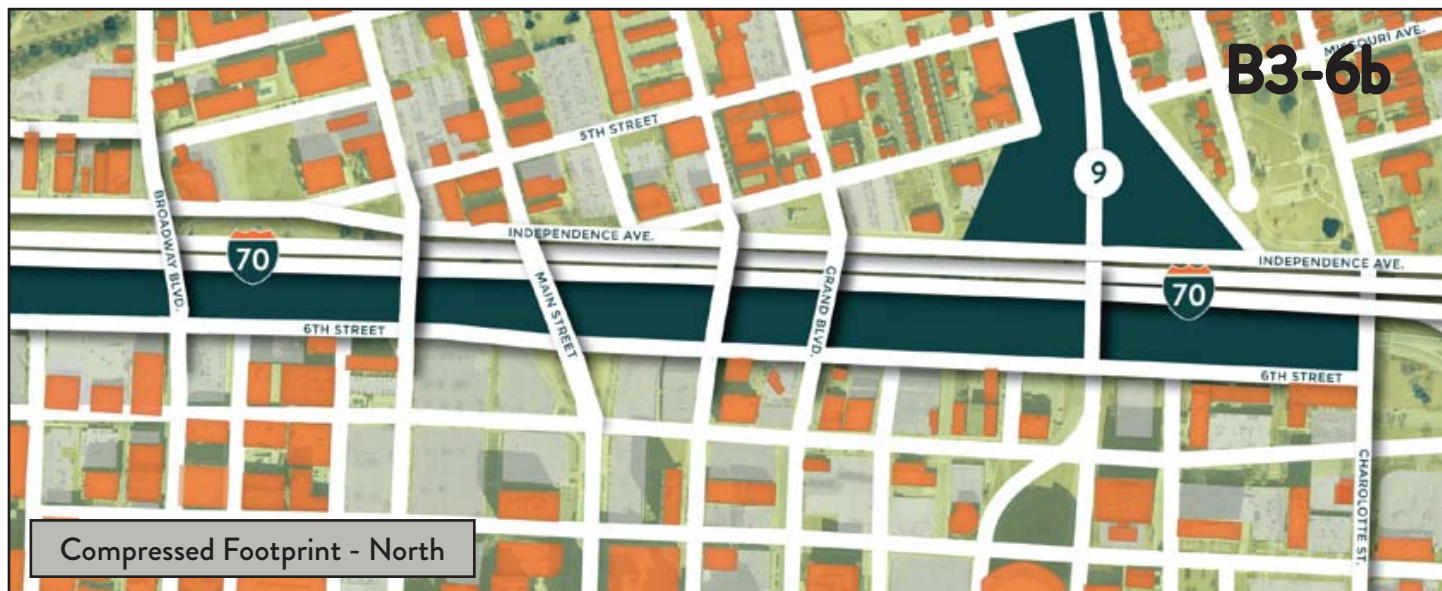 B3-6b
MISSOURI AVE.
5TH STREET
9
BROADWAY BLVD.
INDEPENDENCE AVE.
70
INDEPENDENCE AVE.
70
MAIN STREET
GRAND BLVD.
6TH STREET
6TH STREET
CHAROLOTTE ST.
Compressed Footprint - North